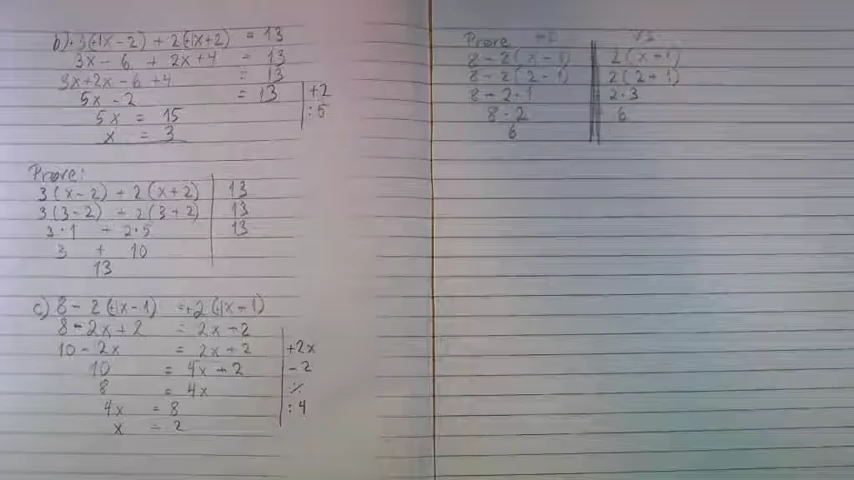 b) 3(+1x-2) + 2(+1x+2) = 13
3x - 6 + 2x + 4 = 13
3x + 2x - 6 + 4 = 13
5x - 2 = 13 | +2
5x = 15 | :5
x = 3
Prøve:
3(x-2) + 2(x+2) | 13
3(3-2) + 2(3+2) | 13
3·1 + 2·5 | 13
3 + 10
13
c) 8 - 2(+1x-1) = +2(+1x+1)
8 - 2x + 2 = 2x + 2
10 - 2x = 2x + 2 | +2x
10 = 4x + 2 | -2
8 = 4x | %
4x = 8 | :4
x = 2
Prøve VS
8 - 2(x-1) || 2(x+1)
8 - 2(2-1) || 2(2+1)
8 - 2·1 || 2·3
8 - 2 || 6
6